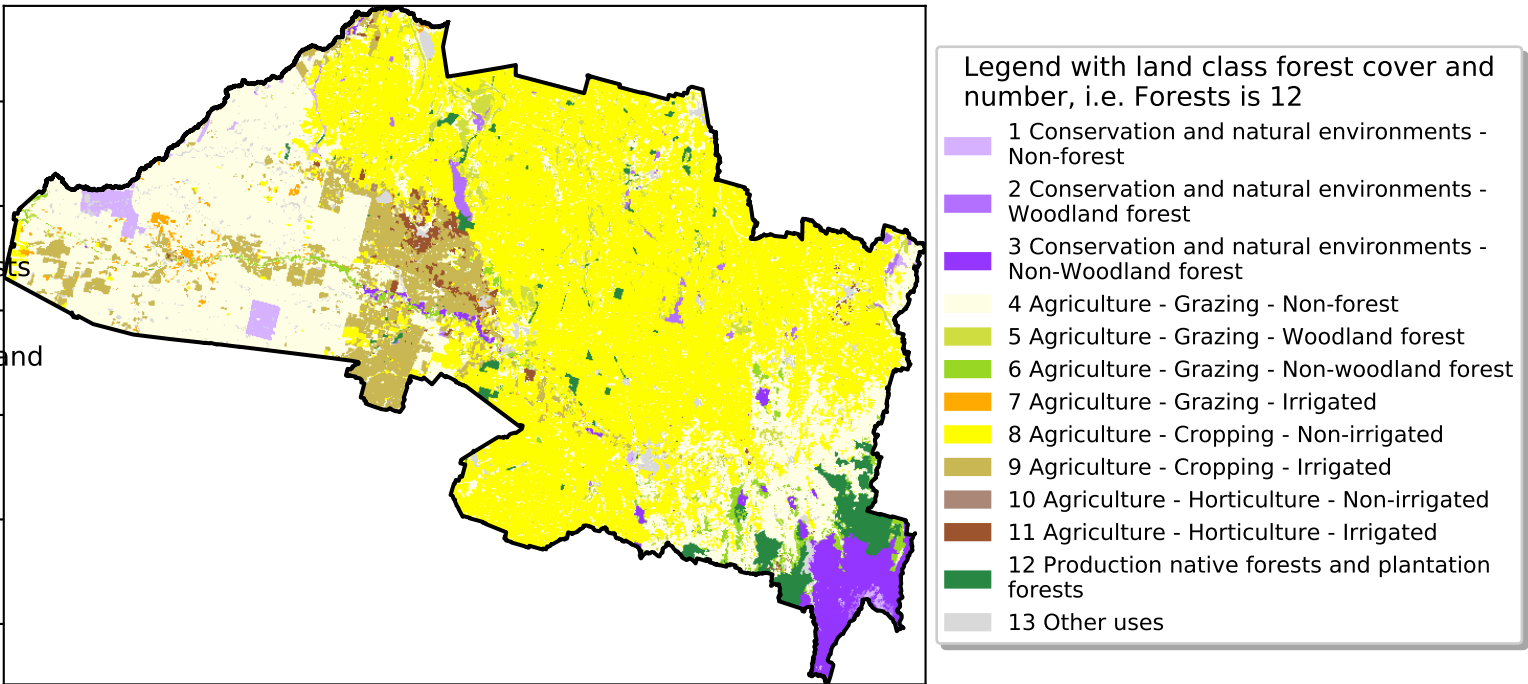 Legend with land class forest cover and
number, i.e. Forests is 12
1 Conservation and natural environments -
Non-forest
2 Conservation and natural environments -
Woodland forest
3 Conservation and natural environments -
Non-Woodland forest
4 Agriculture - Grazing - Non-forest
5 Agriculture - Grazing - Woodland forest
6 Agriculture - Grazing - Non-woodland forest
7 Agriculture - Grazing - Irrigated
8 Agriculture - Cropping - Non-irrigated
9 Agriculture - Cropping - Irrigated
10 Agriculture - Horticulture - Non-irrigated
11 Agriculture - Horticulture - Irrigated
12 Production native forests and plantation
forests
13 Other uses
sts
and